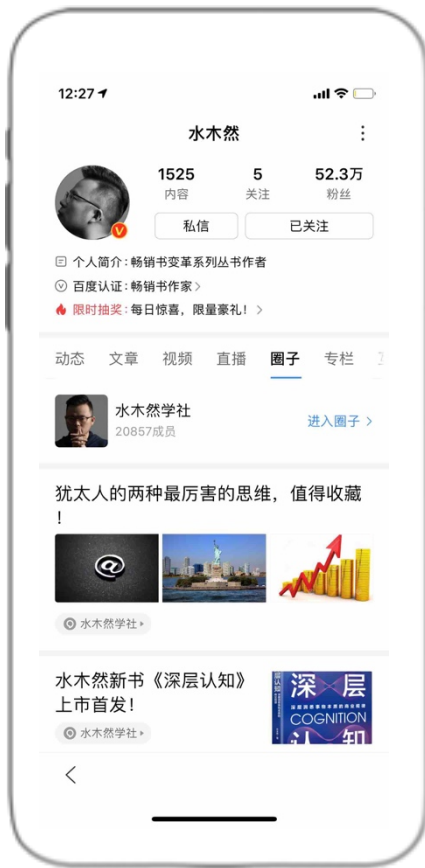 12:27
水木然
1525 5 52.3万
内容 关注 粉丝
私信 已关注
个人简介：畅销书变革系列丛书作者
百度认证：畅销书作家
限时抽奖：每日惊喜，限量豪礼！
动态 文章 视频 直播 圈子 专栏
水木然学社
20857成员
进入圈子
犹太人的两种最厉害的思维，值得收藏
！
@
水木然学社
水木然新书《深层认知》
上市首发！
水木然学社
深层
COGNITION
认知